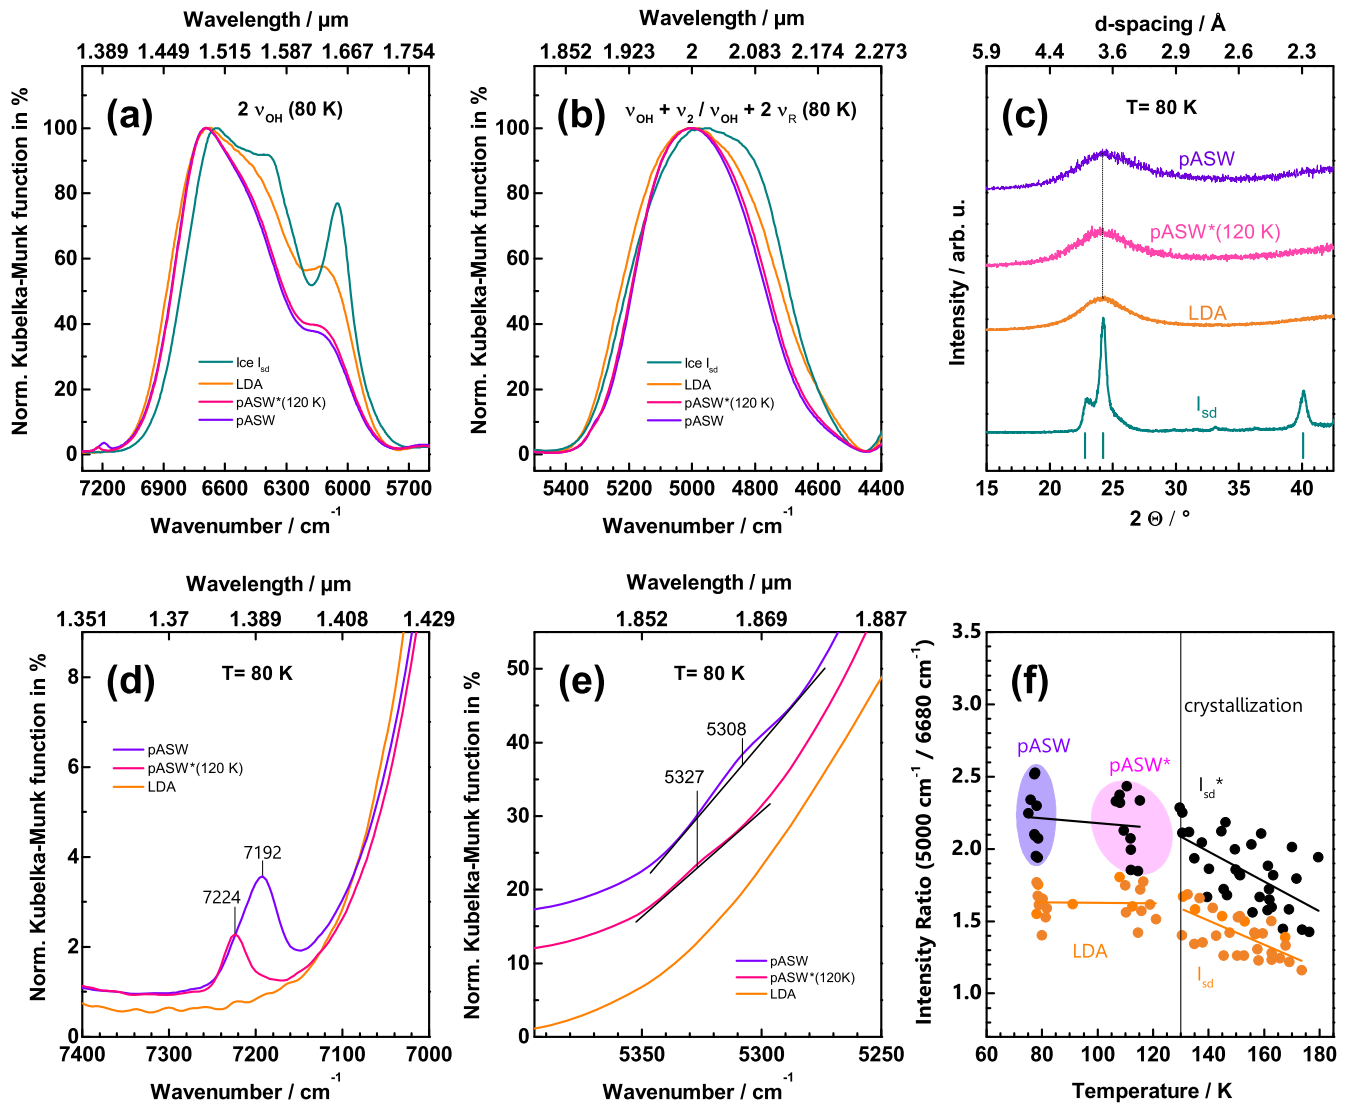 Wavelength / µm
1.389 1.449 1.515 1.587 1.667 1.754
(a)
2 νOH (80 K)
Norm. Kubelka-Munk function in %
100
80
60
40
20
0
Ice Isd
LDA
pASW*(120 K)
pASW
7200 6900 6600 6300 6000 5700
Wavenumber / cm-1
Wavelength / µm
1.852 1.923 2 2.083 2.174 2.273
(b)
νOH + ν2 / νOH + 2 νR (80 K)
Norm. Kubelka-Munk function in %
100
80
60
40
20
0
Ice Isd
LDA
pASW*(120 K)
pASW
5400 5200 5000 4800 4600 4400
Wavenumber / cm-1
d-spacing / Å
5.9 4.4 3.6 2.9 2.6 2.3
(c)
T= 80 K
Intensity / arb. u.
pASW
pASW*(120 K)
LDA
Isd
15 20 25 30 35 40
2 Θ / °
Wavelength / µm
1.351 1.37 1.389 1.408 1.429
(d)
T= 80 K
Norm. Kubelka-Munk function in %
8
6
4
2
0
pASW
pASW*(120 K)
LDA
7192
7224
7400 7300 7200 7100 7000
Wavenumber / cm-1
Wavelength / µm
1.852 1.869 1.887
(e)
T= 80 K
Norm. Kubelka-Munk function in %
50
40
30
20
10
0
5308
5327
pASW
pASW*(120K)
LDA
5350 5300 5250
Wavenumber / cm-1
(f)
Intensity Ratio (5000 cm-1 / 6680 cm-1)
3.5
3.0
2.5
2.0
1.5
1.0
crystallization
pASW
pASW*
Isd*
LDA
Isd
60 80 100 120 140 160 180
Temperature / K